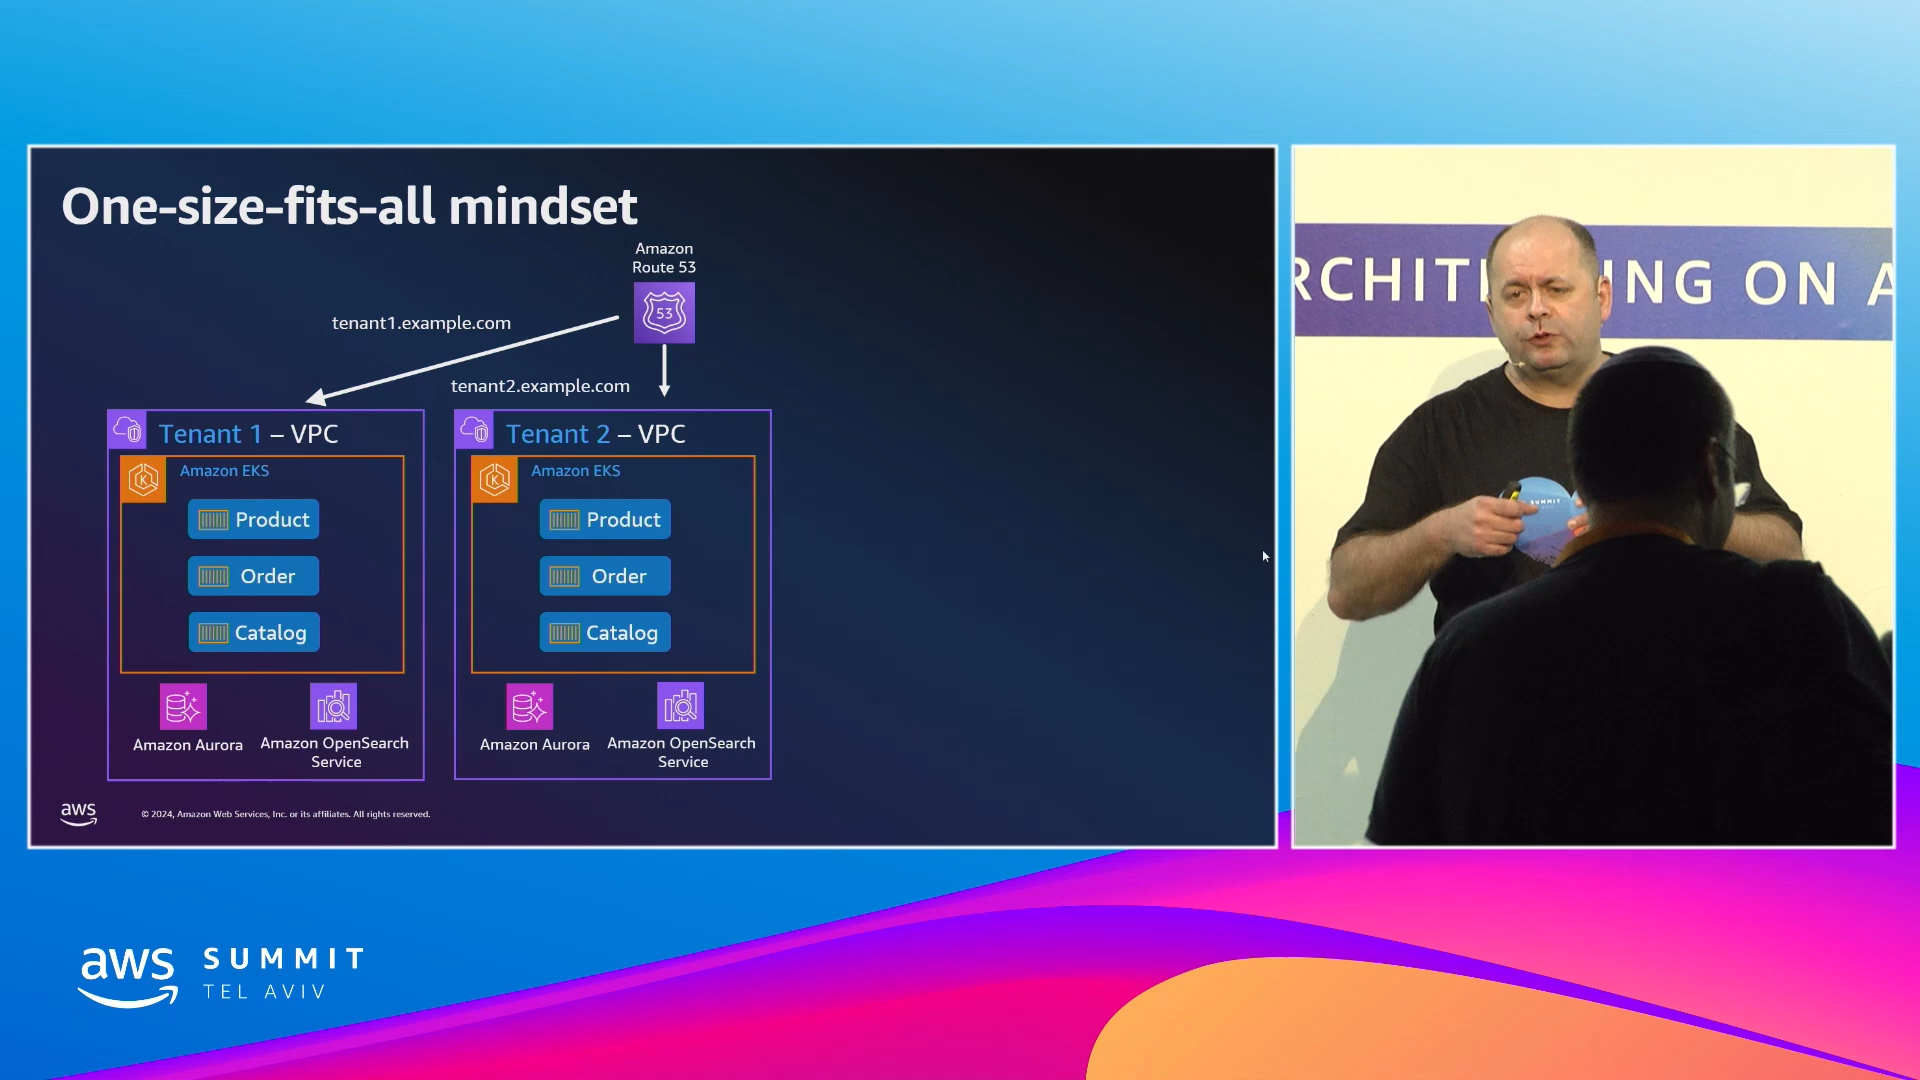 One-size-fits-all mindset
Amazon
Route 53
53
tenant1.example.com
tenant2.example.com
Tenant 1 – VPC
Amazon EKS
K
Product
Order
Catalog
Amazon Aurora
Amazon OpenSearch
Service
Tenant 2 – VPC
Amazon EKS
K
Product
Order
Catalog
Amazon Aurora
Amazon OpenSearch
Service
aws
© 2024, Amazon Web Services, Inc. or its affiliates. All rights reserved.
RCHIT ING ON A
SUMMIT
aws SUMMIT
TEL AVIV